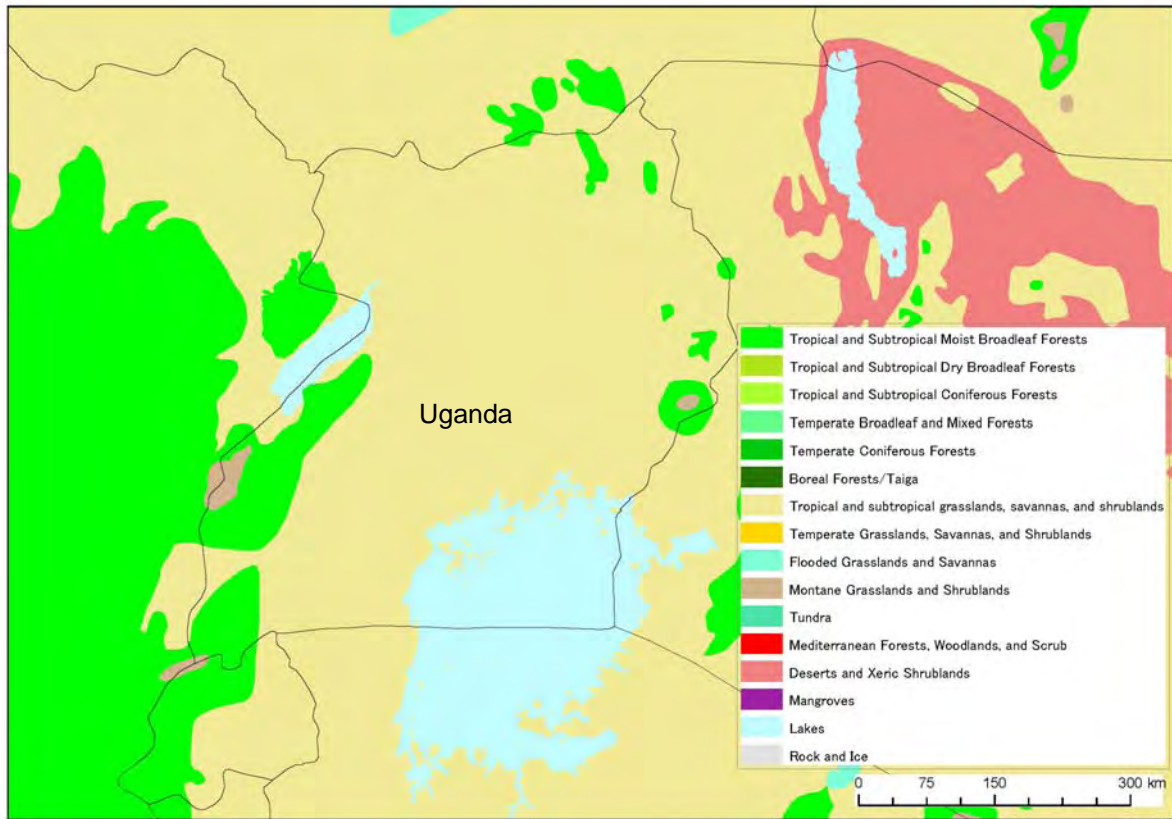 Uganda
Tropical and Subtropical Moist Broadleaf Forests
Tropical and Subtropical Dry Broadleaf Forests
Tropical and Subtropical Coniferous Forests
Temperate Broadleaf and Mixed Forests
Temperate Coniferous Forests
Boreal Forests/Taiga
Tropical and subtropical grasslands, savannas, and shrublands
Temperate Grasslands, Savannas, and Shrublands
Flooded Grasslands and Savannas
Montane Grasslands and Shrublands
Tundra
Mediterranean Forests, Woodlands, and Scrub
Deserts and Xeric Shrublands
Mangroves
Lakes
Rock and Ice
0 75 150 300 km